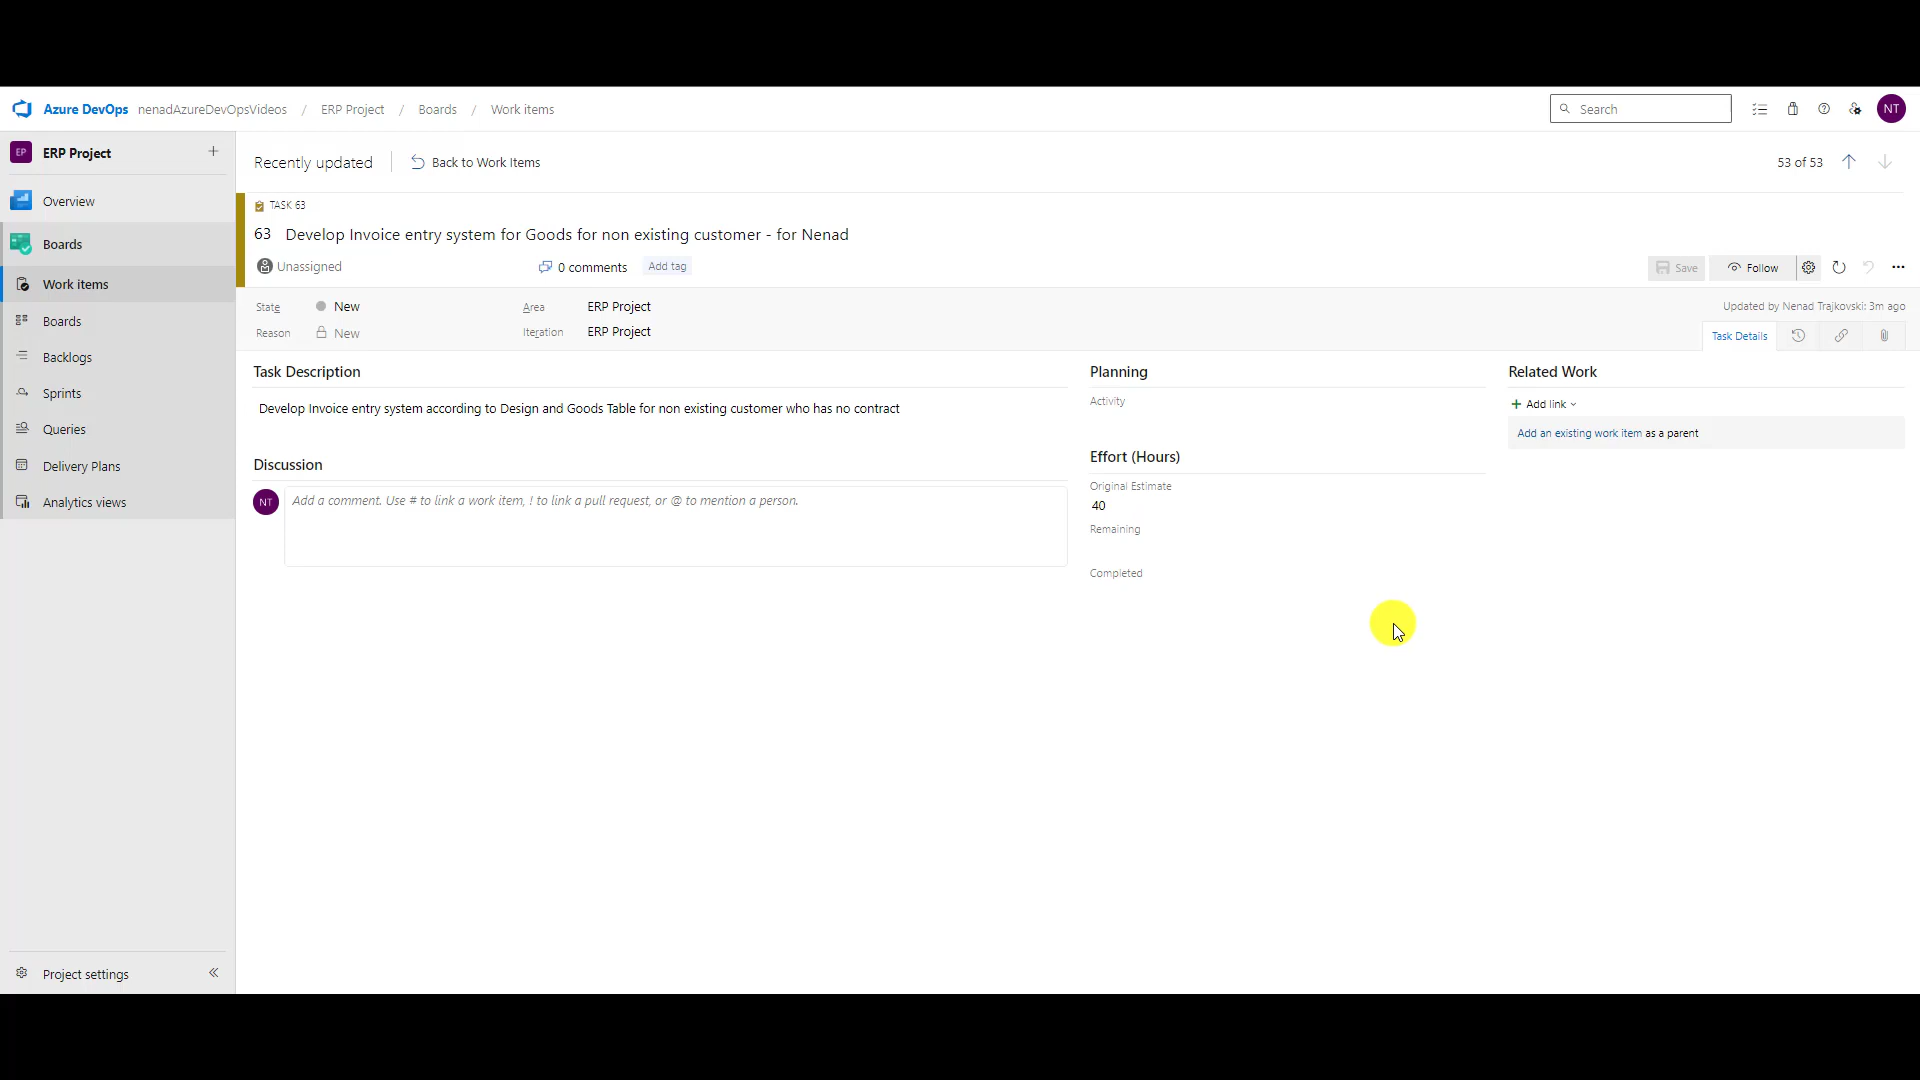 Azure DevOps nenadAzureDevOpsVideos / ERP Project / Boards / Work items
Search
NT
EP ERP Project
Overview
Boards
Work items
Boards
Backlogs
Sprints
Queries
Delivery Plans
Analytics views
Project settings
Recently updated
Back to Work Items
53 of 53
TASK 63
63 Develop Invoice entry system for Goods for non existing customer - for Nenad
Unassigned
0 comments
Add tag
Save
Follow
State New
Area ERP Project
Updated by Nenad Trajkovski: 3m ago
Reason New
Iteration ERP Project
Task Details
Task Description
Develop Invoice entry system according to Design and Goods Table for non existing customer who has no contract
Discussion
NT
Add a comment. Use # to link a work item, ! to link a pull request, or @ to mention a person.
Planning
Activity
Effort (Hours)
Original Estimate
40
Remaining
Completed
Related Work
Add link
Add an existing work item as a parent